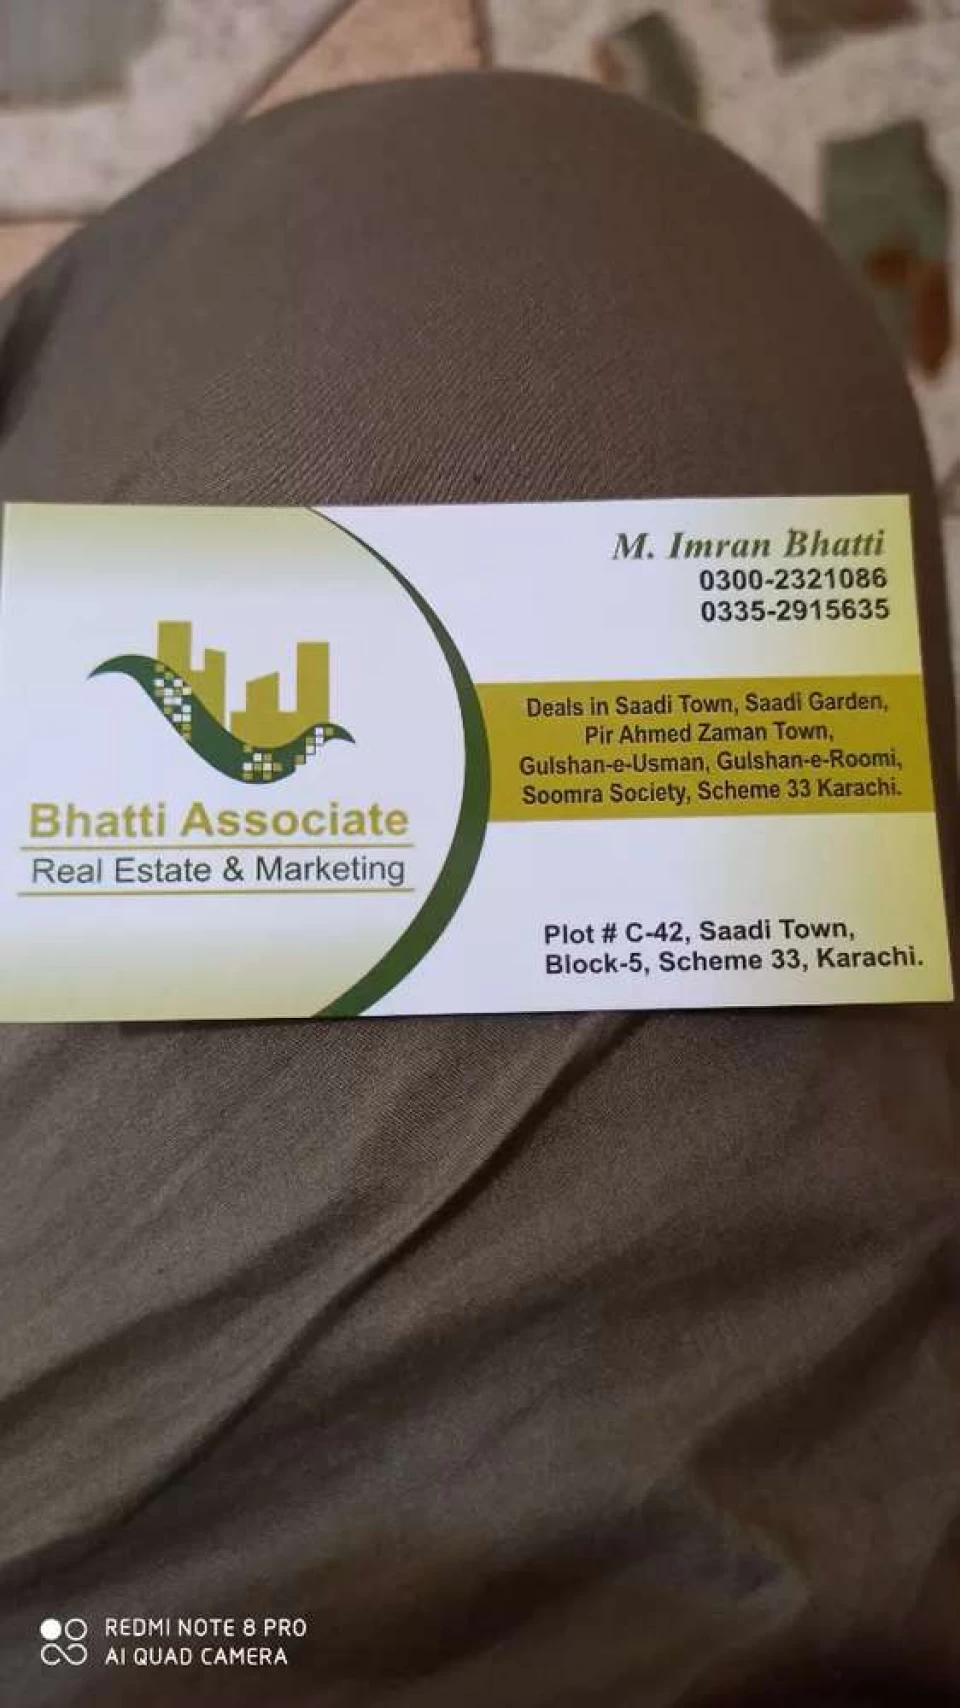 M. Imran Bhatti
0300-2321086
0335-2915635
Deals in Saadi Town, Saadi Garden,
Pir Ahmed Zaman Town,
Gulshan-e-Usman, Gulshan-e-Roomi,
Soomra Society, Scheme 33 Karachi.
Bhatti Associate
Real Estate & Marketing
Plot # C-42, Saadi Town,
Block-5, Scheme 33, Karachi.
REDMI NOTE 8 PRO
AI QUAD CAMERA